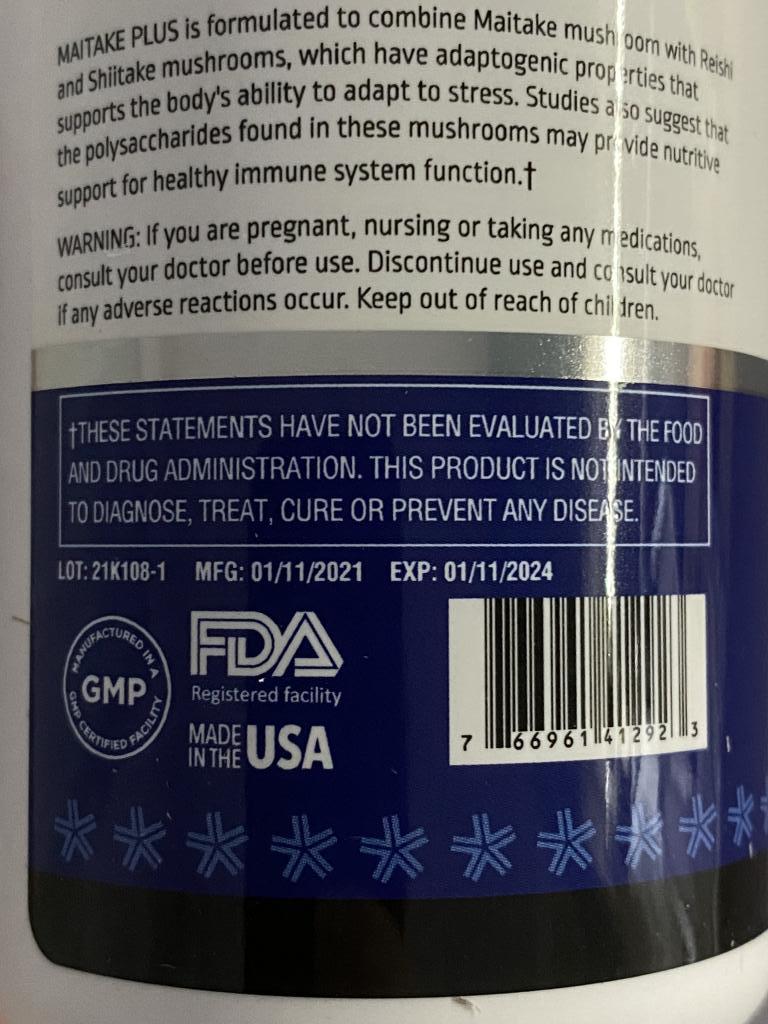 MAITAKE PLUS is formulated to combine Maitake mushroom with Reishi
and Shiitake mushrooms, which have adaptogenic properties that
supports the body's ability to adapt to stress. Studies also suggest that
the polysaccharides found in these mushrooms may provide nutritive
support for healthy immune system function.†
WARNING: If you are pregnant, nursing or taking any medications,
consult your doctor before use. Discontinue use and consult your doctor
if any adverse reactions occur. Keep out of reach of children.
†THESE STATEMENTS HAVE NOT BEEN EVALUATED BY THE FOOD
AND DRUG ADMINISTRATION. THIS PRODUCT IS NOT INTENDED
TO DIAGNOSE, TREAT, CURE OR PREVENT ANY DISEASE.
LOT: 21K108-1 MFG: 01/11/2021 EXP: 01/11/2024
MANUFACTURED IN A
GMP
GMP CERTIFIED FACILITY
FDA
Registered facility
MADE
IN THE USA
7 66961 41292 3